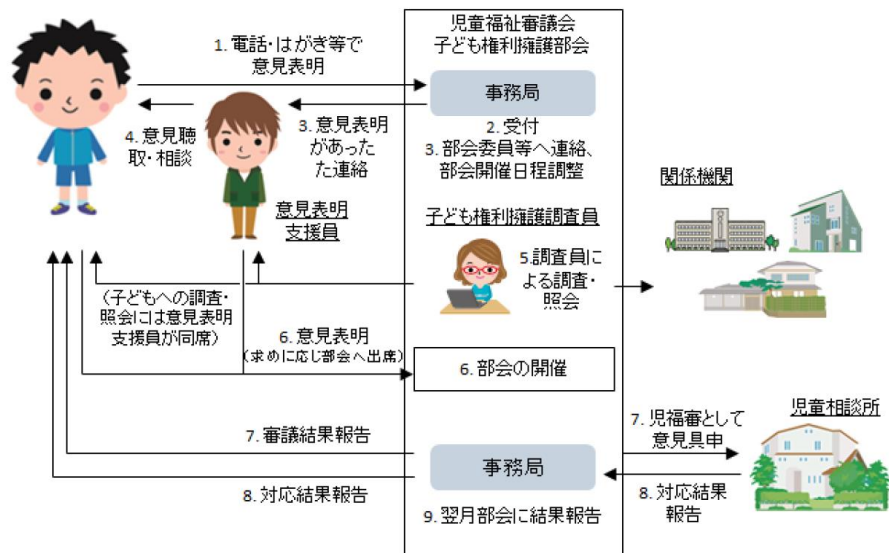 児童福祉審議会
子ども権利擁護部会
1. 電話・はがき等で
意見表明
事務局
2. 受付
3. 部会委員等へ連絡、
部会開催日程調整
3. 意見表明
があっ
た連絡
4. 意見聴
取・相談
意見表明
支援員
子ども権利擁護調査員
5.調査員に
よる調査・
照会
関係機関
(子どもへの調査・
照会には意見表明
支援員が同席)
6. 意見表明
(求めに応じ部会へ出席)
6. 部会の開催
7. 審議結果報告
8. 対応結果報告
事務局
9. 翌月部会に結果報告
7. 児福審として
意見具申
8. 対応結果
報告
児童相談所